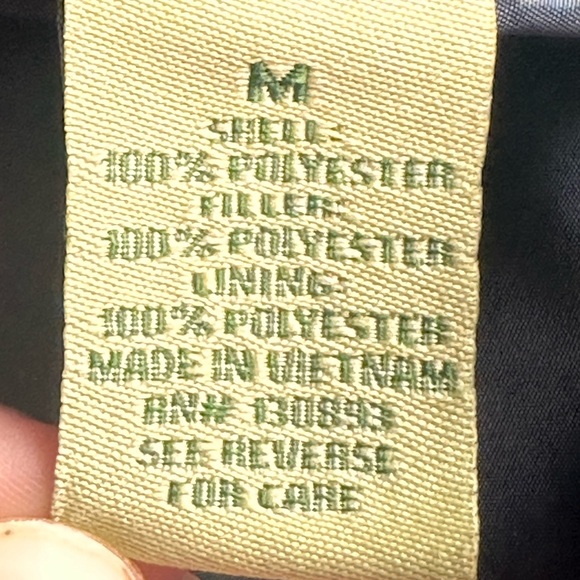 M
SHELL:
100% POLYESTER
FILLER:
100% POLYESTER
LINING:
100% POLYESTER
MADE IN VIETNAM
RN# 130893
SEE REVERSE
FOR CARE